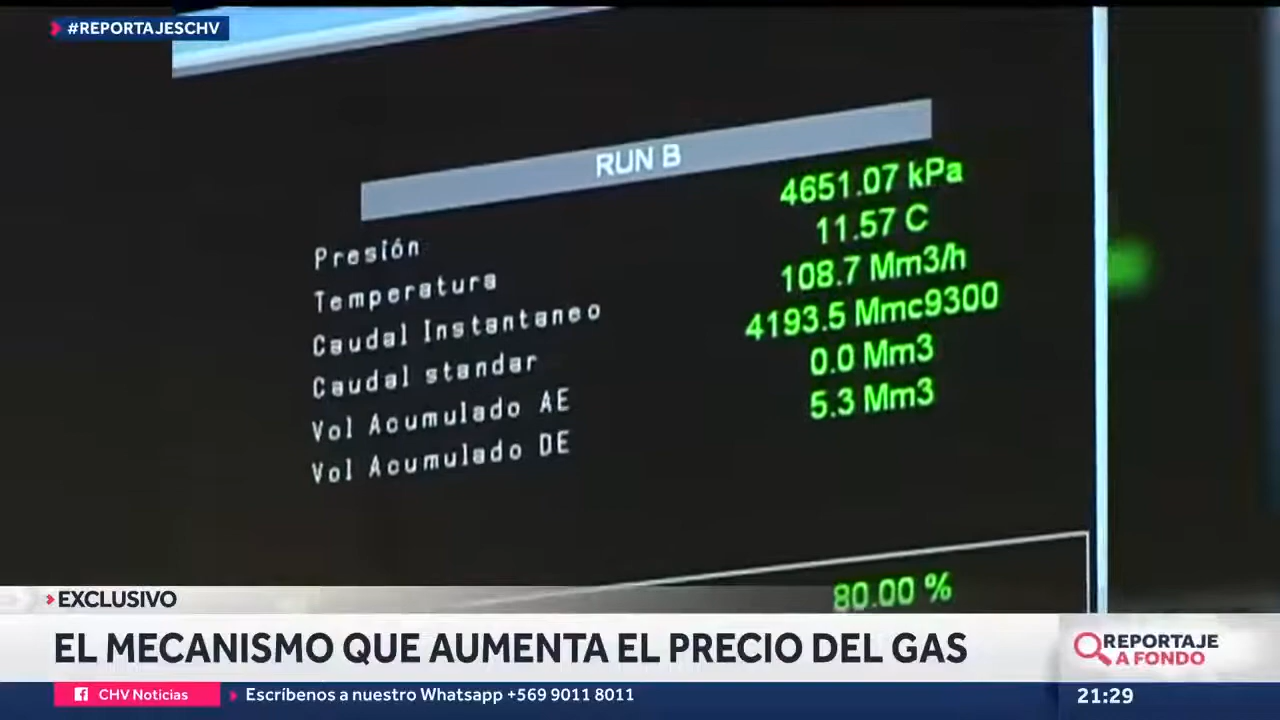 #REPORTAJESCHV
RUN B
Presión 4651.07 kPa
Temperatura 11.57 C
Caudal Instantaneo 108.7 Mm3/h
Caudal standar 4193.5 Mmc9300
Vol Acumulado AE 0.0 Mm3
Vol Acumulado DE 5.3 Mm3
80.00 %
EXCLUSIVO
EL MECANISMO QUE AUMENTA EL PRECIO DEL GAS
REPORTAJE
A FONDO
CHV Noticias Escríbenos a nuestro Whatsapp +569 9011 8011 21:29